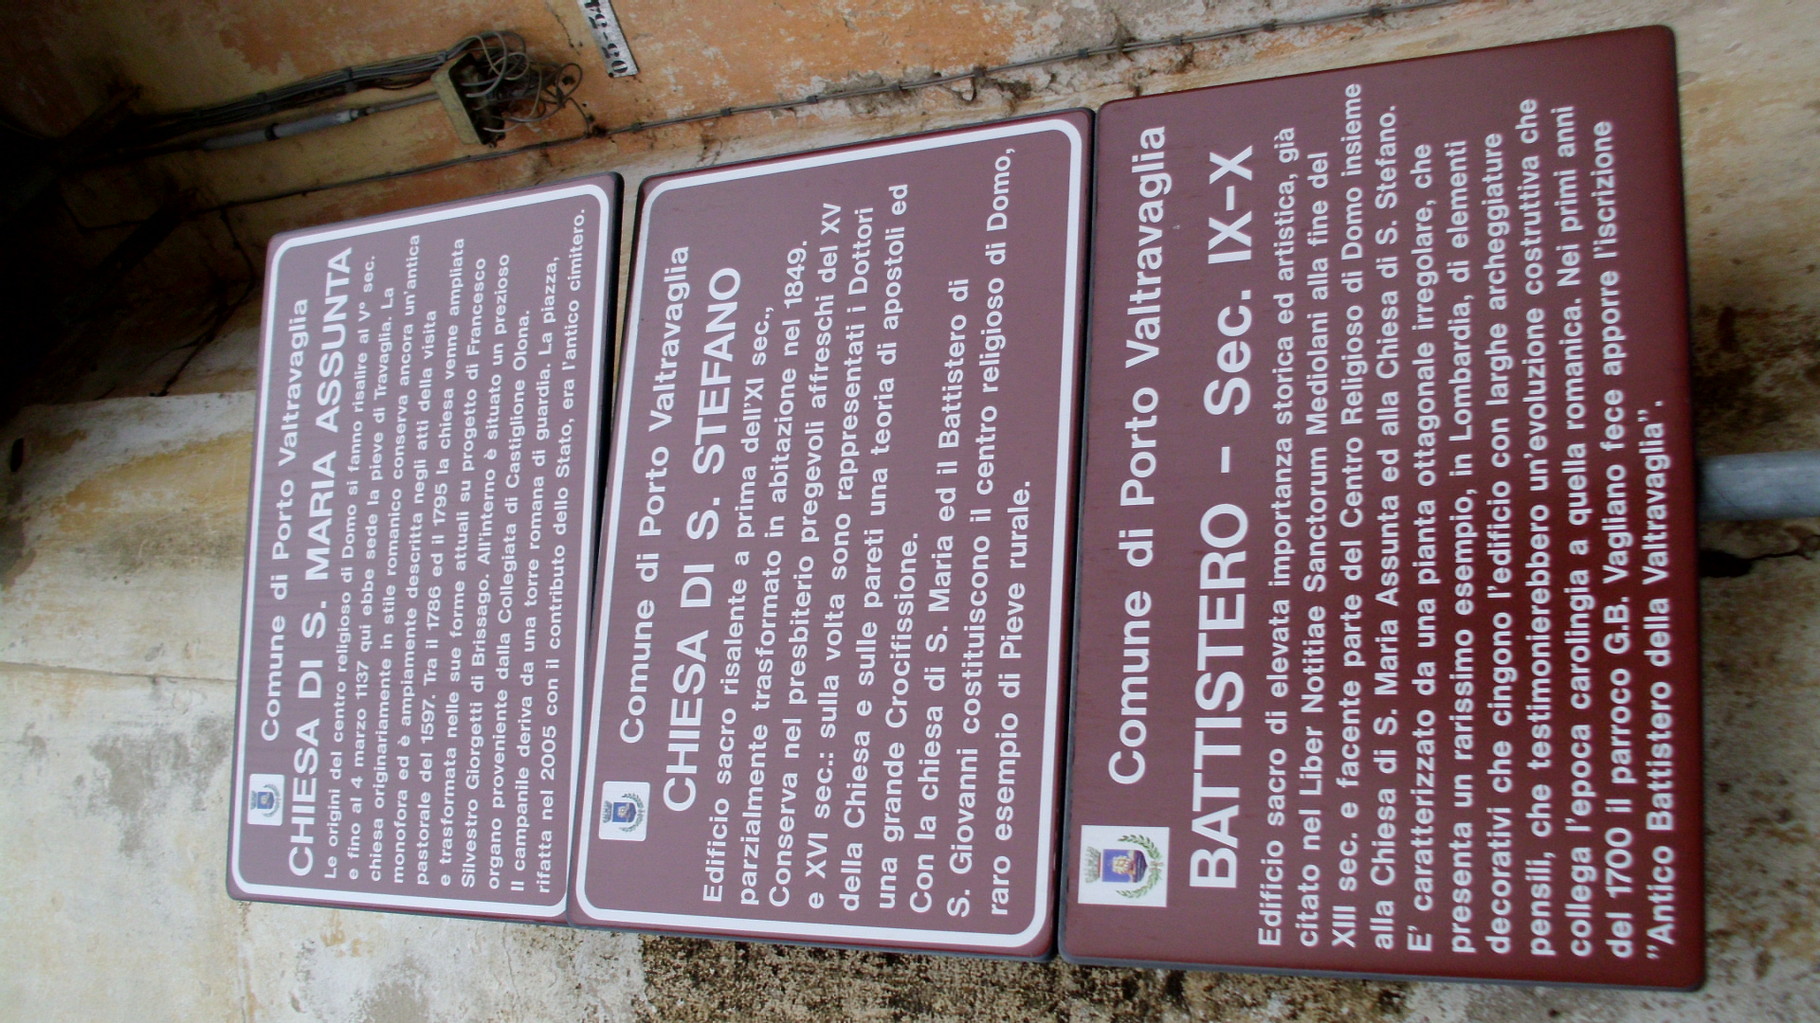 05-54
Comune di Porto Valtravaglia
CHIESA DI S. MARIA ASSUNTA
Le origini del centro religioso di Domo si fanno risalire al V° sec.
e fino al 4 marzo 1137 qui ebbe sede la pieve di Travaglia. La
chiesa originariamente in stile romanico conserva ancora un'antica
monofora ed è ampiamente descritta negli atti della visita
pastorale del 1597. Tra il 1786 ed il 1795 la chiesa venne ampliata
e trasformata nelle sue forme attuali su progetto di Francesco
Silvestro Giorgetti di Brissago. All'interno è situato un prezioso
organo proveniente dalla Collegiata di Castiglione Olona.
Il campanile deriva da una torre romana di guardia. La piazza,
rifatta nel 2005 con il contributo dello Stato, era l'antico cimitero.
Comune di Porto Valtravaglia
CHIESA DI S. STEFANO
Edificio sacro risalente a prima dell'XI sec.,
parzialmente trasformato in abitazione nel 1849.
Conserva nel presbiterio pregevoli affreschi del XV
e XVI sec.: sulla volta sono rappresentati i Dottori
della Chiesa e sulle pareti una teoria di apostoli ed
una grande Crocifissione.
Con la chiesa di S. Maria ed il Battistero di
S. Giovanni costituiscono il centro religioso di Domo,
raro esempio di Pieve rurale.
Comune di Porto Valtravaglia
BATTISTERO - Sec. IX-X
Edificio sacro di elevata importanza storica ed artistica, già
citato nel Liber Notitiae Sanctorum Mediolani alla fine del
XIII sec. e facente parte del Centro Religioso di Domo insieme
alla Chiesa di S. Maria Assunta ed alla Chiesa di S. Stefano.
E' caratterizzato da una pianta ottagonale irregolare, che
presenta un rarissimo esempio, in Lombardia, di elementi
decorativi che cingono l'edificio con larghe archeggiature
pensili, che testimonierebbero un'evoluzione costruttiva che
collega l'epoca carolingia a quella romanica. Nei primi anni
del 1700 il parroco G.B. Vagliano fece apporre l'iscrizione
"Antico Battistero della Valtravaglia".